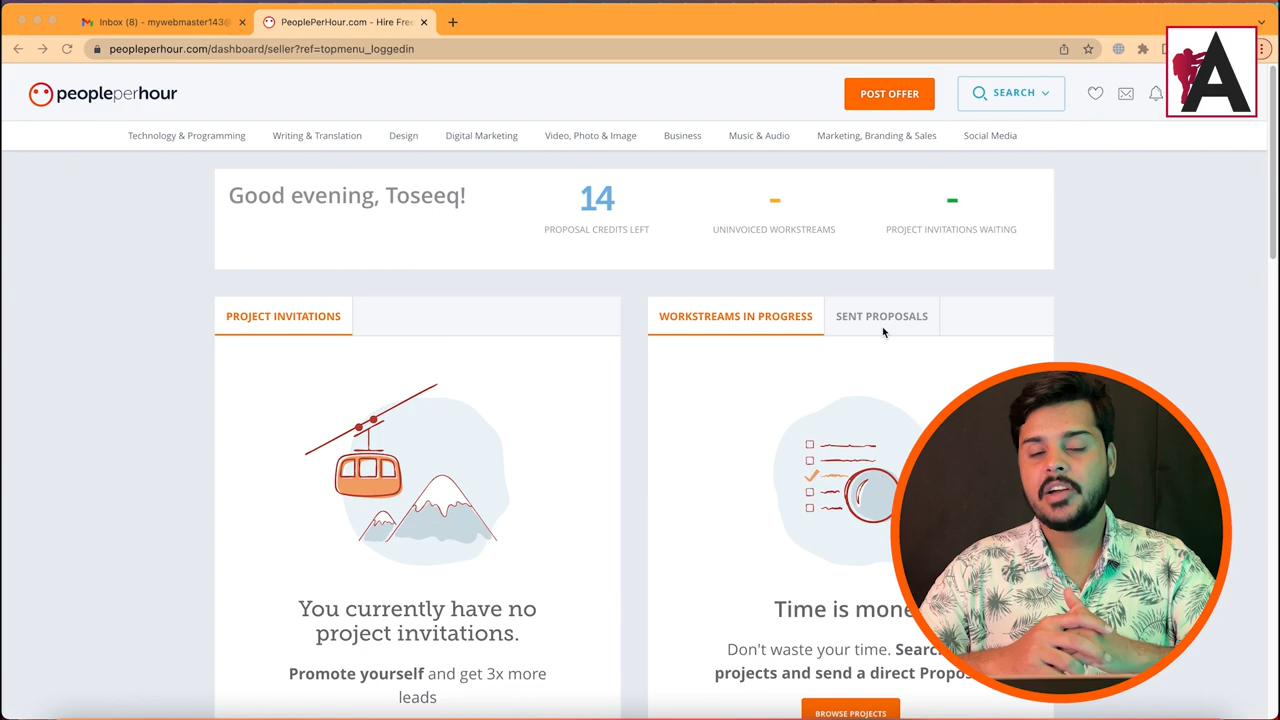 Inbox (8) - mywebmaster143@
PeoplePerHour.com - Hire Free
peopleperhour.com/dashboard/seller?ref=topmenu_loggedin
A
peopleperhour
POST OFFER
SEARCH
Technology & Programming
Writing & Translation
Design
Digital Marketing
Video, Photo & Image
Business
Music & Audio
Marketing, Branding & Sales
Social Media
Good evening, Toseeq!
14
PROPOSAL CREDITS LEFT
-
UNINVOICED WORKSTREAMS
-
PROJECT INVITATIONS WAITING
PROJECT INVITATIONS
WORKSTREAMS IN PROGRESS
SENT PROPOSALS
You currently have no
project invitations.
Promote yourself and get 3x more
leads
Time is mone
Don't waste your time. Searc
projects and send a direct Propo
BROWSE PROJECTS